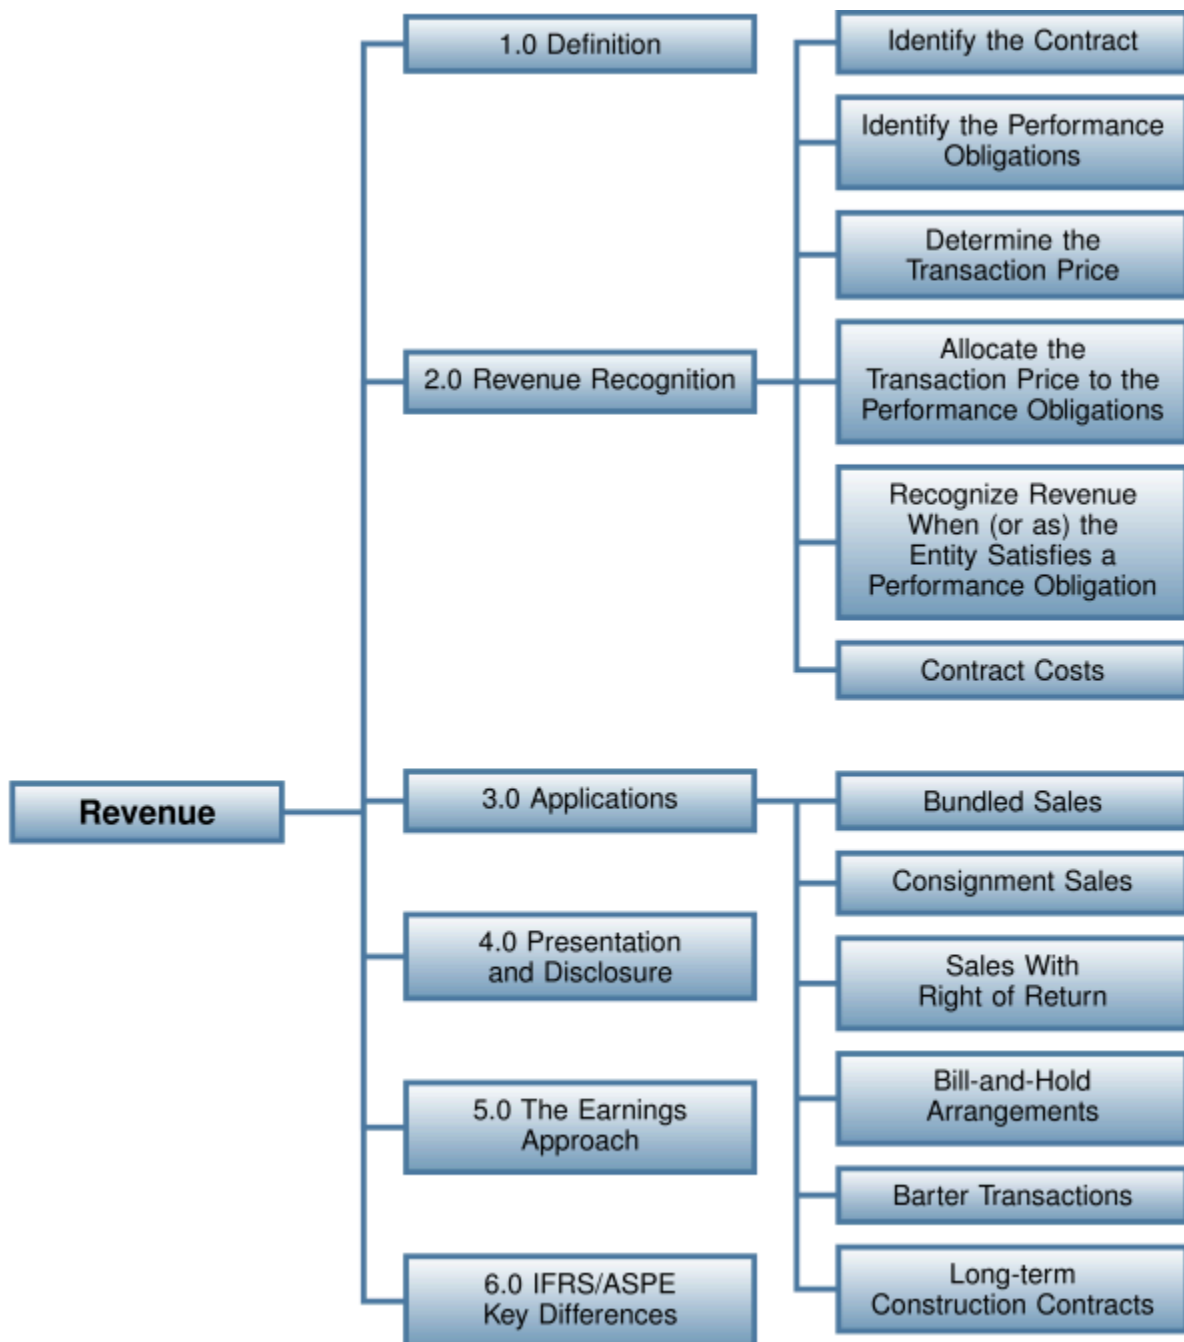 Revenue
1.0 Definition
2.0 Revenue Recognition
Identify the Contract
Identify the Performance
Obligations
Determine the
Transaction Price
Allocate the
Transaction Price to the
Performance Obligations
Recognize Revenue
When (or as) the
Entity Satisfies a
Performance Obligation
Contract Costs
3.0 Applications
Bundled Sales
Consignment Sales
Sales With
Right of Return
Bill-and-Hold
Arrangements
Barter Transactions
Long-term
Construction Contracts
4.0 Presentation
and Disclosure
5.0 The Earnings
Approach
6.0 IFRS/ASPE
Key Differences